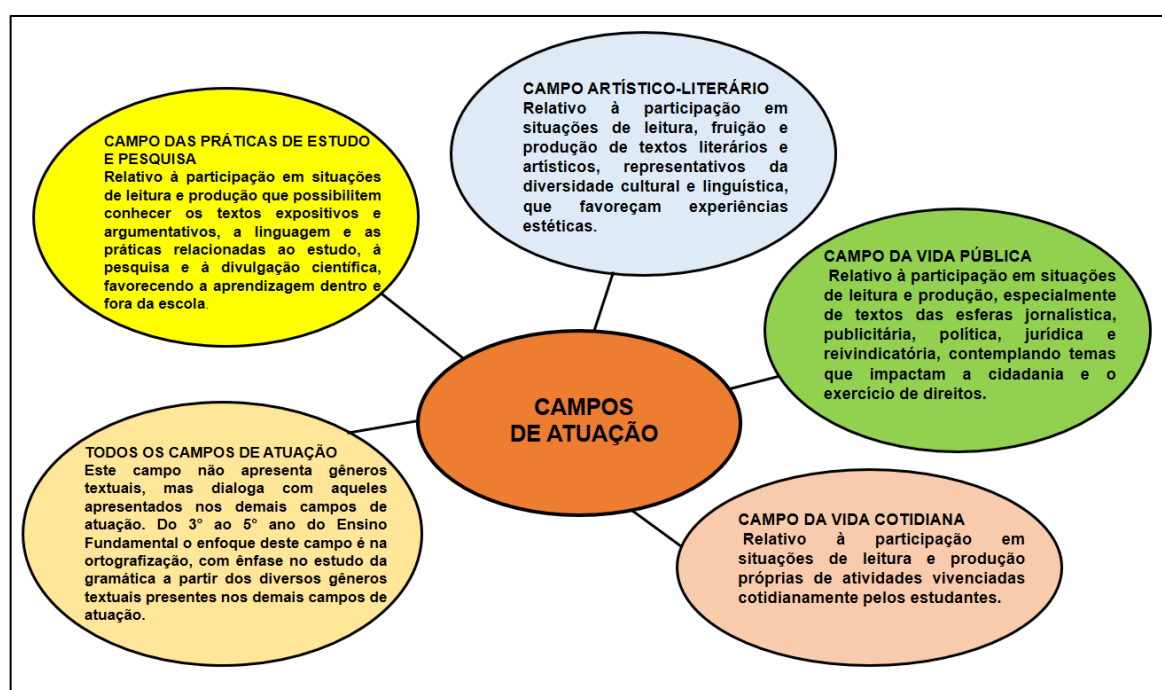 CAMPO ARTÍSTICO-LITERÁRIO
Relativo à participação em
situações de leitura, fruição e
produção de textos literários e
artísticos, representativos da
diversidade cultural e linguística,
que favoreçam experiências
estéticas.
CAMPO DAS PRÁTICAS DE ESTUDO
E PESQUISA
Relativo à participação em situações
de leitura e produção que possibilitem
conhecer os textos expositivos e
argumentativos, a linguagem e as
práticas relacionadas ao estudo, à
pesquisa e à divulgação científica,
favorecendo a aprendizagem dentro e
fora da escola.
CAMPO DA VIDA PÚBLICA
Relativo à participação em situações
de leitura e produção, especialmente
de textos das esferas jornalística,
publicitária, política, jurídica e
reivindicatória, contemplando temas
que impactam a cidadania e o
exercício de direitos.
CAMPOS
DE ATUAÇÃO
TODOS OS CAMPOS DE ATUAÇÃO
Este campo não apresenta gêneros
textuais, mas dialoga com aqueles
apresentados nos demais campos de
atuação. Do 3° ao 5° ano do Ensino
Fundamental o enfoque deste campo é na
ortografização, com ênfase no estudo da
gramática a partir dos diversos gêneros
textuais presentes nos demais campos de
atuação.
CAMPO DA VIDA COTIDIANA
Relativo à participação em
situações de leitura e produção
próprias de atividades vivenciadas
cotidianamente pelos estudantes.